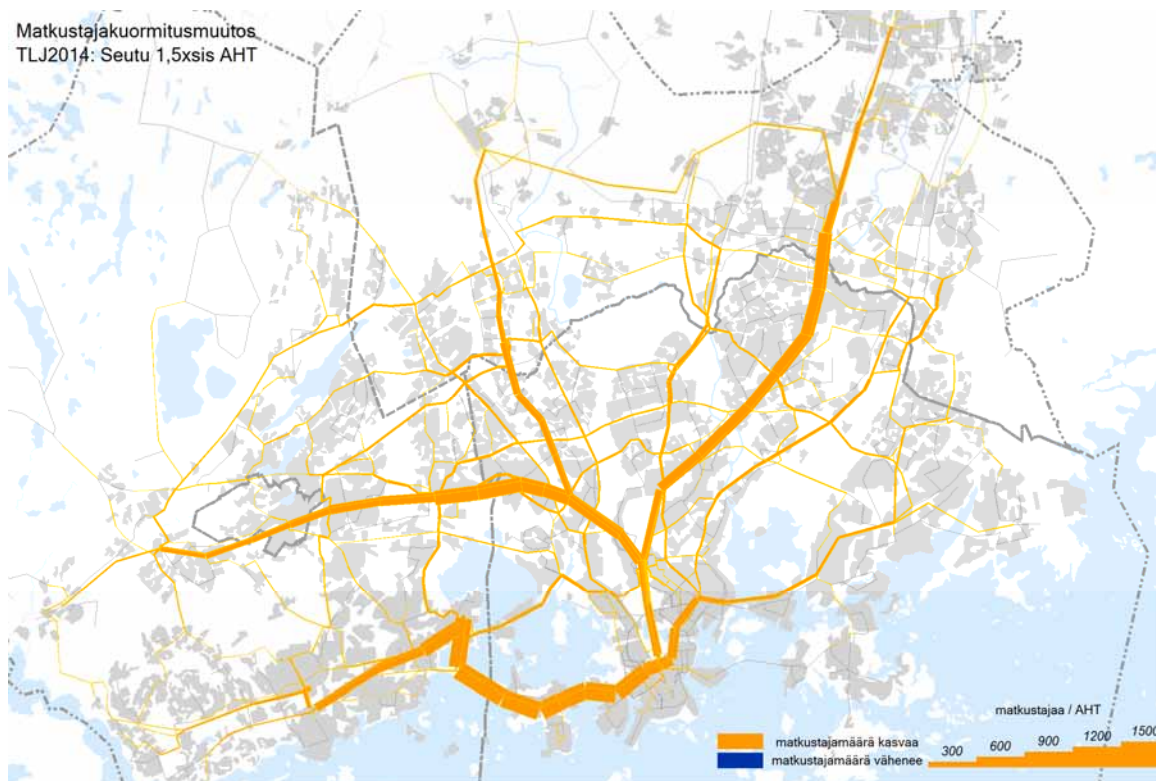 Matkustajakuormitusmuutos
TLJ2014: Seutu 1,5xsis AHT
matkustajaa / AHT
matkustajamäärä kasvaa
matkustajamäärä vähenee
300 600 900 1200 1500